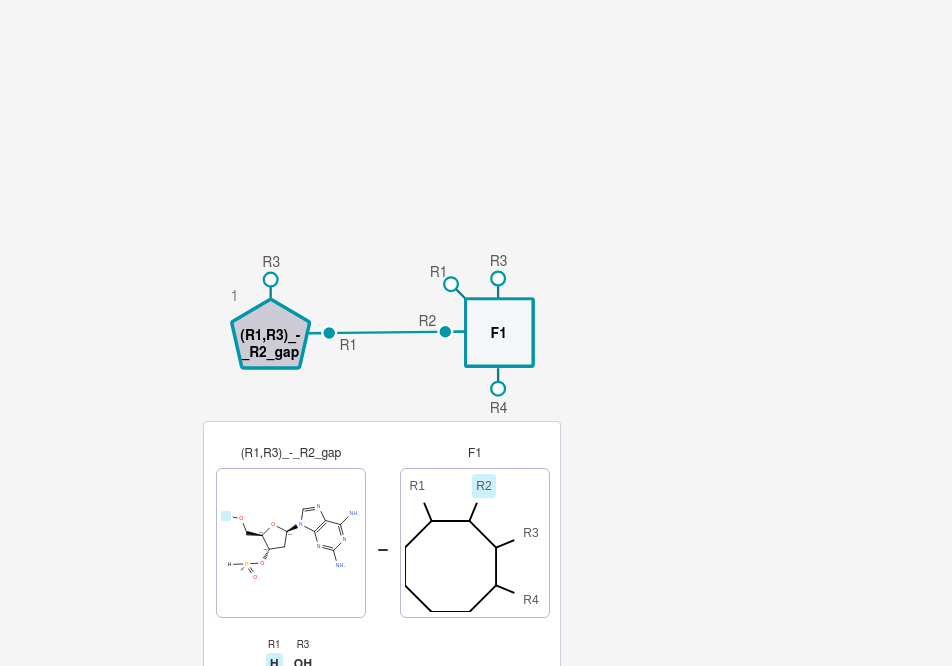 R3
R1
R3
1
R2
(R1,R3)_-
_R2_gap
F1
R1
R4
(R1,R3)_-_R2_gap
F1
R1
R2
R3
R4
O
O
N
N
N
N
NH₂
NH₂
H
P
O
O
–
R1
R3
H
OH